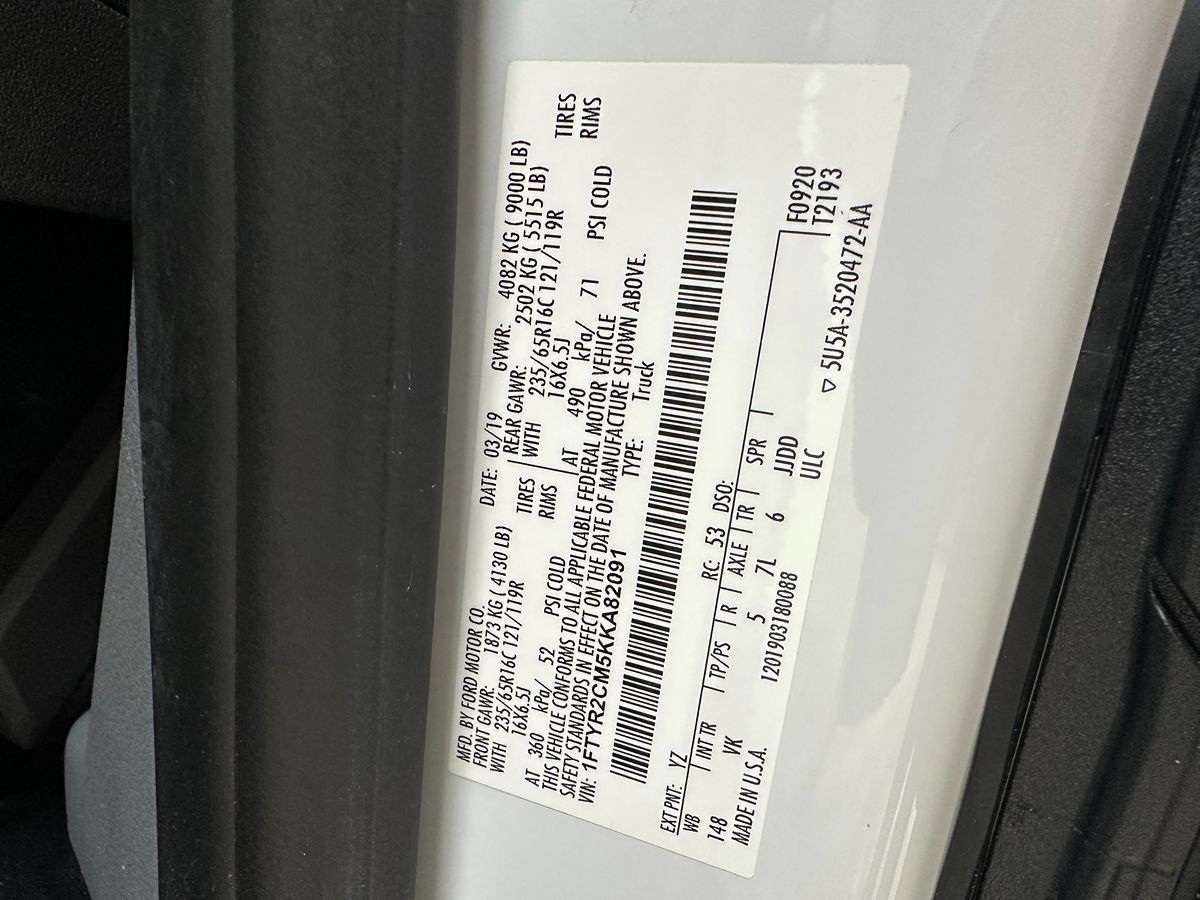 MFD. BY FORD MOTOR CO. DATE: 03/19 GVWR: 4082 KG ( 9000 LB)
FRONT GAWR: 1873 KG ( 4130 LB) REAR GAWR: 2502 KG ( 5515 LB)
WITH 235/65R16C 121/119R TIRES WITH 235/65R16C 121/119R TIRES
16X6.5J RIMS 16X6.5J RIMS
AT 360 kPa/ 52 PSI COLD AT 490 kPa/ 71 PSI COLD
THIS VEHICLE CONFORMS TO ALL APPLICABLE FEDERAL MOTOR VEHICLE
SAFETY STANDARDS IN EFFECT ON THE DATE OF MANUFACTURE SHOWN ABOVE.
VIN: 1FTYR2CM5KKA82091 TYPE: Truck
EXT PNT: YZ RC: 53 DSO:
WB INT TR TP/PS R AXLE TR SPR F0920
148 VK 5 7L 6 JJDD T2193
MADE IN U.S.A. 1201903180088 ULC
▽ 5U5A-3520472-AA